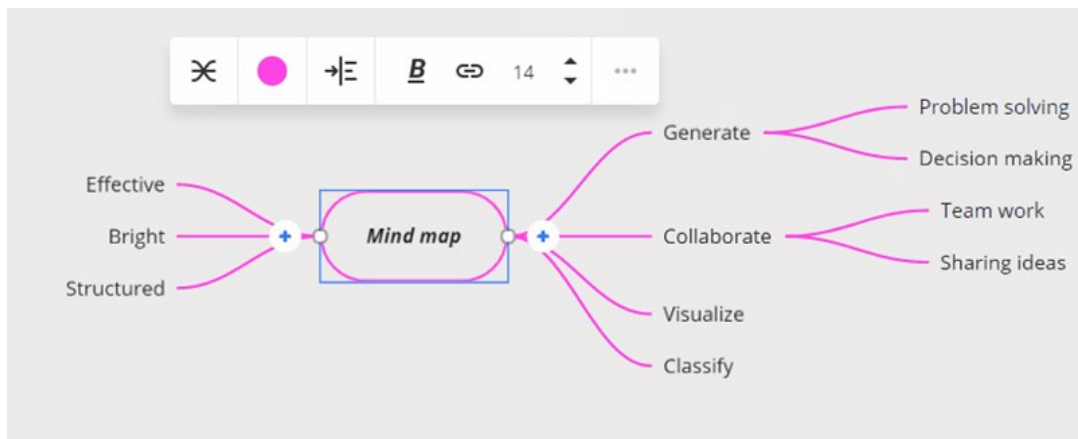 B 14
Problem solving
Generate
Decision making
Effective
Team work
Bright
Mind map
Collaborate
Sharing ideas
Structured
Visualize
Classify